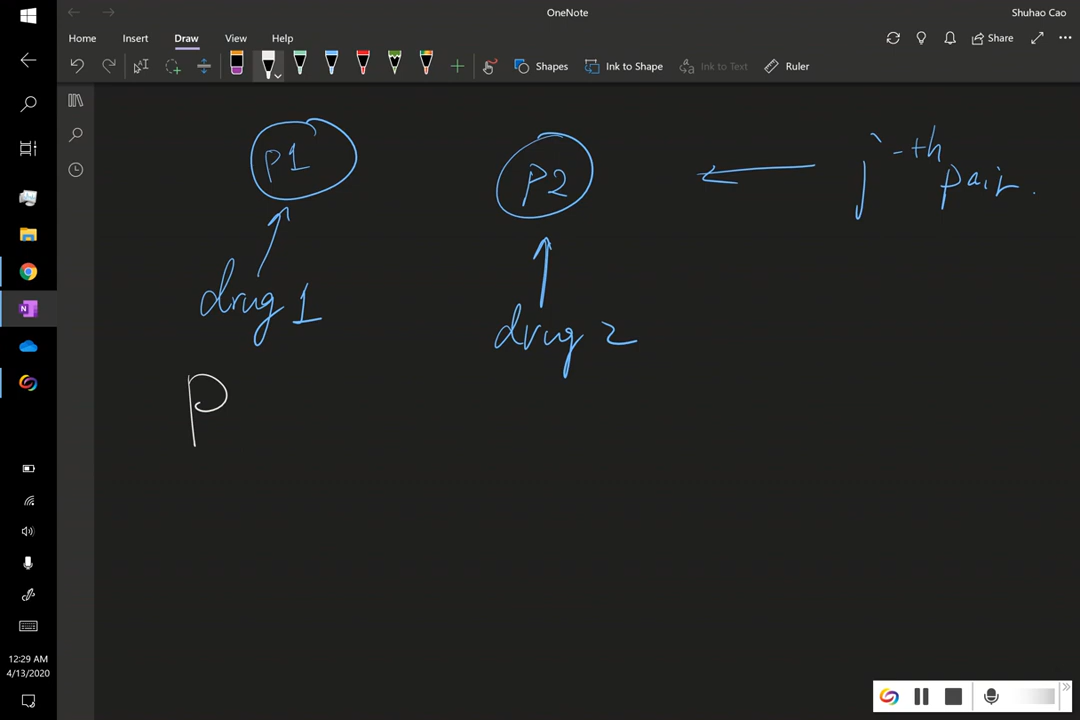 OneNote
Shuhao Cao
Home Insert Draw View Help
Share
Shapes Ink to Shape Ink to Text Ruler
p1
p2
j-th pair.
drug 1
drug 2
P
12:29 AM
4/13/2020